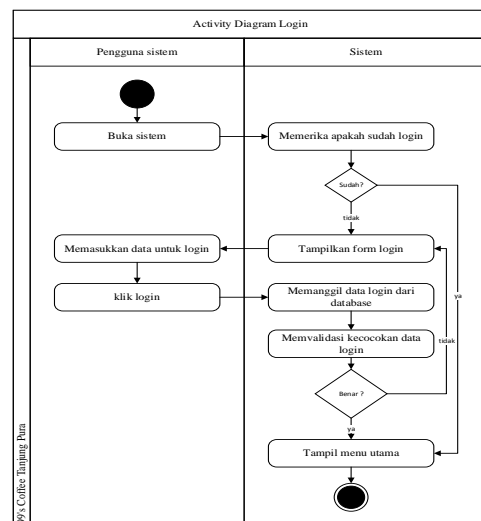 Activity Diagram Login
Pengguna sistem
Sistem
Buka sistem
Memerika apakah sudah login
Sudah?
tidak
ya
Memasukkan data untuk login
Tampilkan form login
klik login
Memanggil data login dari
database
Memvalidasi kecocokan data
login
tidak
Benar ?
ya
Tampil menu utama
99's Coffee Tanjung Pura